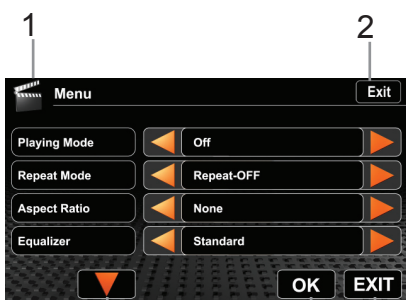 1 2
Menu Exit
Playing Mode Off
Repeat Mode Repeat-OFF
Aspect Ratio None
Equalizer Standard
OK EXIT